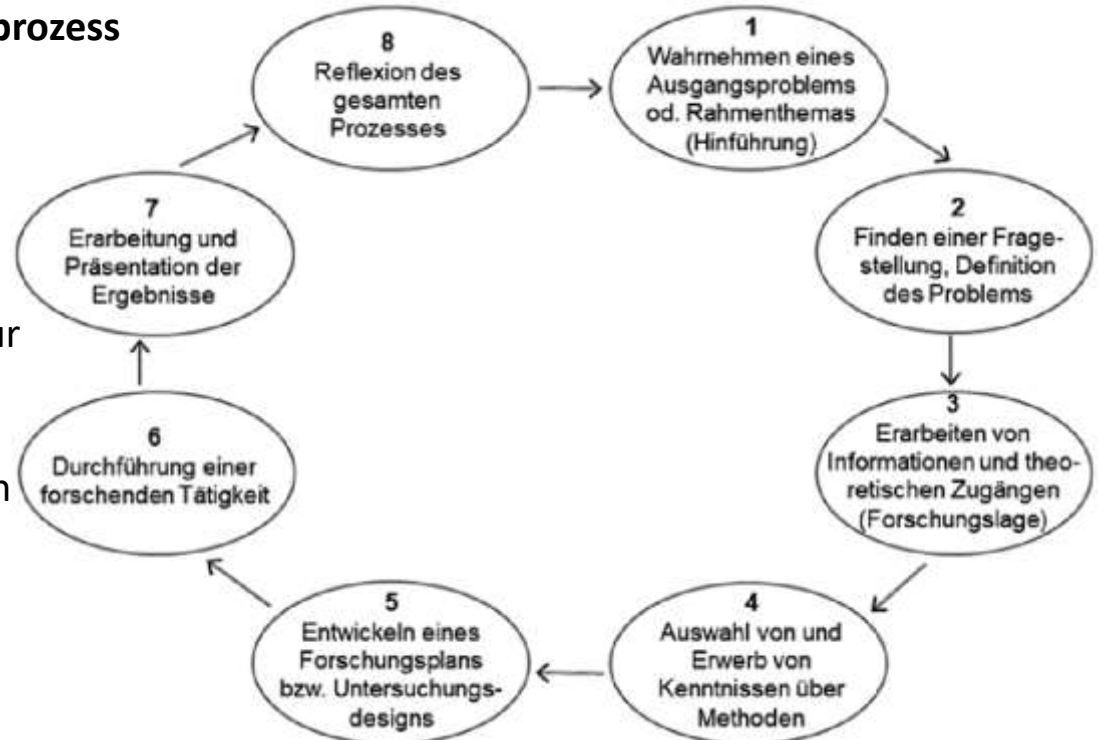 prozess
8
Reflexion des
gesamten
Prozesses
1
Wahrnehmen eines
Ausgangsproblems
od. Rahmenthemas
(Hinführung)
2
Finden einer Frage-
stellung, Definition
des Problems
3
Erarbeiten von
Informationen und theo-
retischen Zugängen
(Forschungslage)
4
Auswahl von und
Erwerb von
Kenntnissen über
Methoden
5
Entwickeln eines
Forschungsplans
bzw. Untersuchungs-
designs
6
Durchführung einer
forschenden Tätigkeit
7
Erarbeitung und
Präsentation der
Ergebnisse
ur